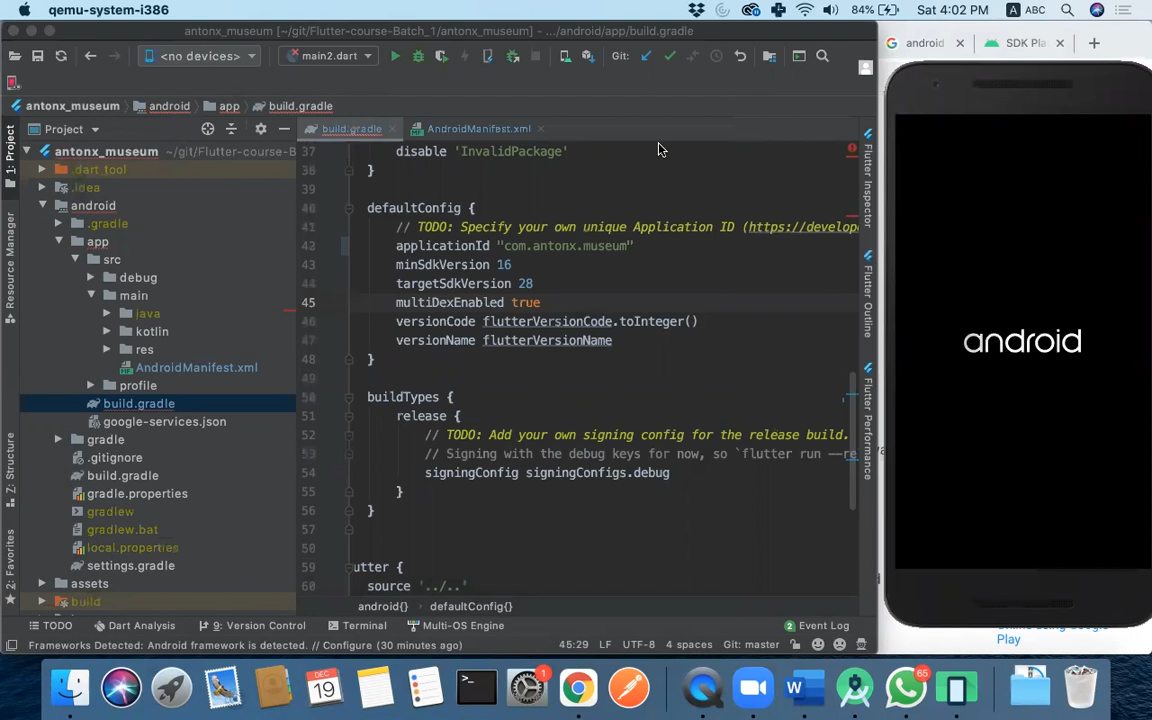 qemu-system-i386
84%
Sat 4:02 PM
A
ABC
antonx_museum [~/git/Flutter-course-Batch_1/antonx_museum] - .../android/app/build.gradle
<no devices>
main2.dart
Git:
android
SDK Pla
antonx_museum
android
app
build.gradle
Project
build.gradle
AndroidManifest.xml
1: Project
Resource Manager
Z: Structure
2: Favorites
antonx_museum ~/git/Flutter-course-B
.dart_tool
.idea
android
.gradle
app
src
debug
main
java
kotlin
res
AndroidManifest.xml
profile
build.gradle
google-services.json
gradle
.gitignore
build.gradle
gradle.properties
gradlew
gradlew.bat
local.properties
settings.gradle
assets
build
37 disable 'InvalidPackage'
38 }
39
40 defaultConfig {
41 // TODO: Specify your own unique Application ID (https://develope
42 applicationId "com.antonx.museum"
43 minSdkVersion 16
44 targetSdkVersion 28
45 multiDexEnabled true
46 versionCode flutterVersionCode.toInteger()
47 versionName flutterVersionName
48 }
49
50 buildTypes {
51 release {
52 // TODO: Add your own signing config for the release build.
53 // Signing with the debug keys for now, so `flutter run --re
54 signingConfig signingConfigs.debug
55 }
56 }
57
58
59 utter {
60 source '../..'
android{}
defaultConfig{}
Flutter Inspector
Flutter Outline
Flutter Performance
android
TODO
Dart Analysis
9: Version Control
Terminal
Multi-OS Engine
2 Event Log
Frameworks Detected: Android framework is detected. // Configure (30 minutes ago)
45:29
LF
UTF-8
4 spaces
Git: master
Play
DEC
19
1
65
W